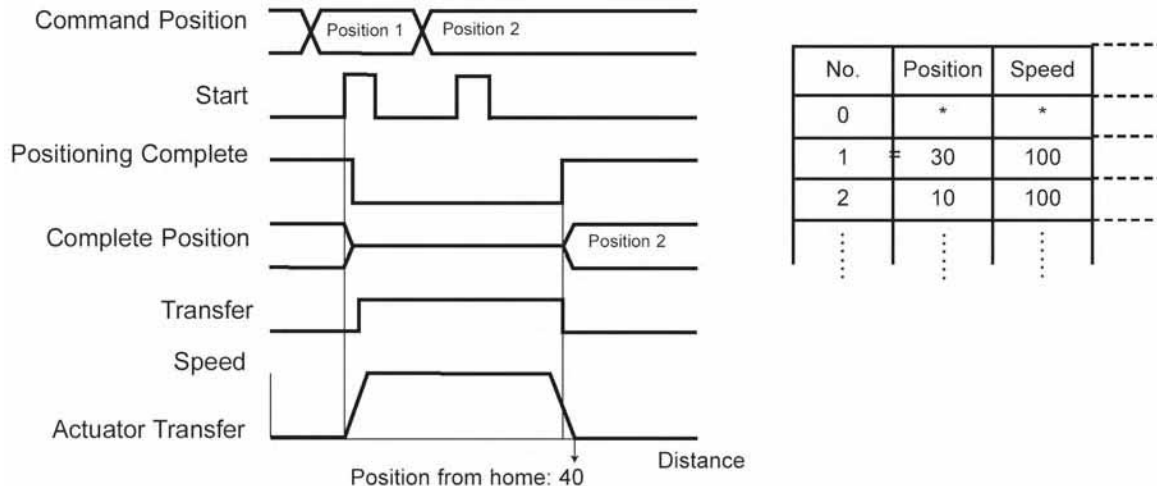 Command Position
Position 1
Position 2
Start
Positioning Complete
Complete Position
Position 2
Transfer
Speed
Actuator Transfer
Position from home: 40
Distance
No. Position Speed
0 * *
1 = 30 100
2 10 100